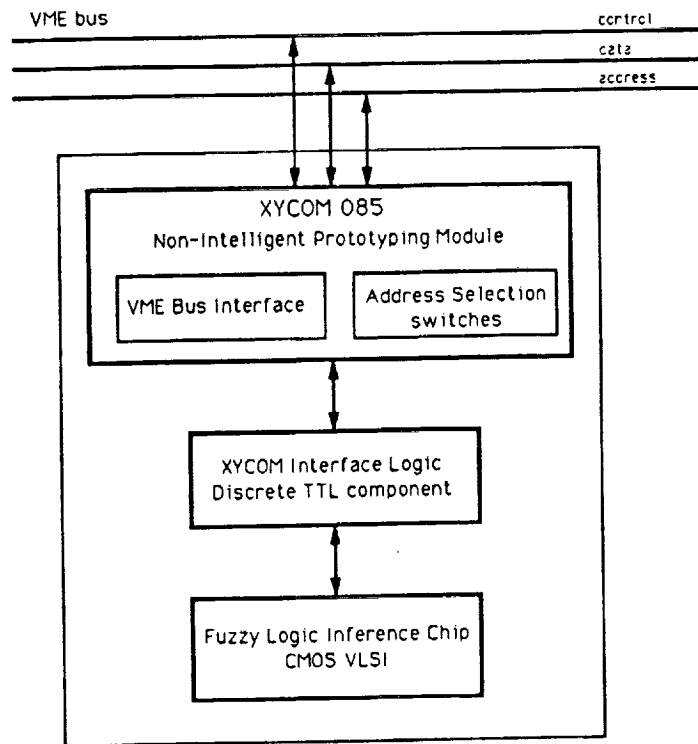 VME bus
control
data
address
XYCOM 085
Non-Intelligent Prototyping Module
VME Bus Interface
Address Selection
switches
XYCOM Interface Logic
Discrete TTL component
Fuzzy Logic Inference Chip
CMOS VLSI